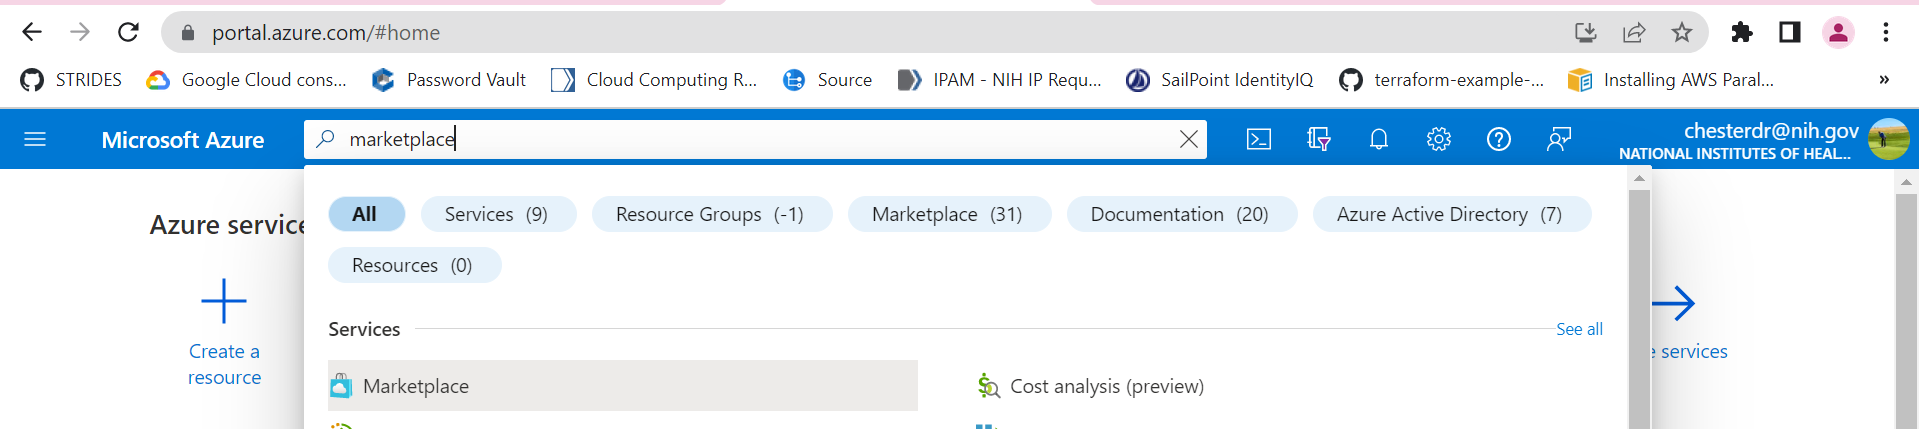 portal.azure.com/#home
STRIDES Google Cloud cons... Password Vault Cloud Computing R... Source IPAM - NIH IP Requ... SailPoint IdentityIQ terraform-example-... Installing AWS Paral... »
Microsoft Azure marketplace chesterdr@nih.gov
NATIONAL INSTITUTES OF HEAL...
All Services (9) Resource Groups (-1) Marketplace (31) Documentation (20) Azure Active Directory (7)
Azure service
Resources (0)
Services See all
Create a
resource
services
Marketplace Cost analysis (preview)